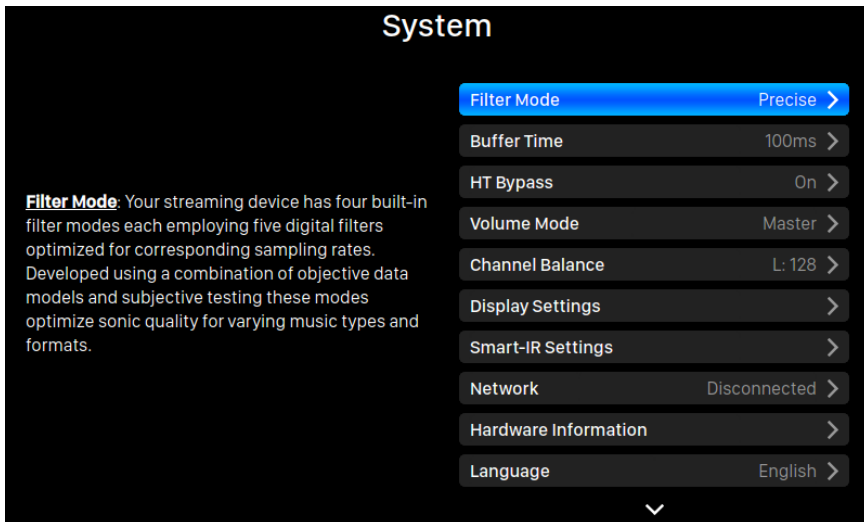 System
Filter Mode: Your streaming device has four built-in
filter modes each employing five digital filters
optimized for corresponding sampling rates.
Developed using a combination of objective data
models and subjective testing these modes
optimize sonic quality for varying music types and
formats.
Filter Mode Precise
Buffer Time 100ms
HT Bypass On
Volume Mode Master
Channel Balance L: 128
Display Settings
Smart-IR Settings
Network Disconnected
Hardware Information
Language English